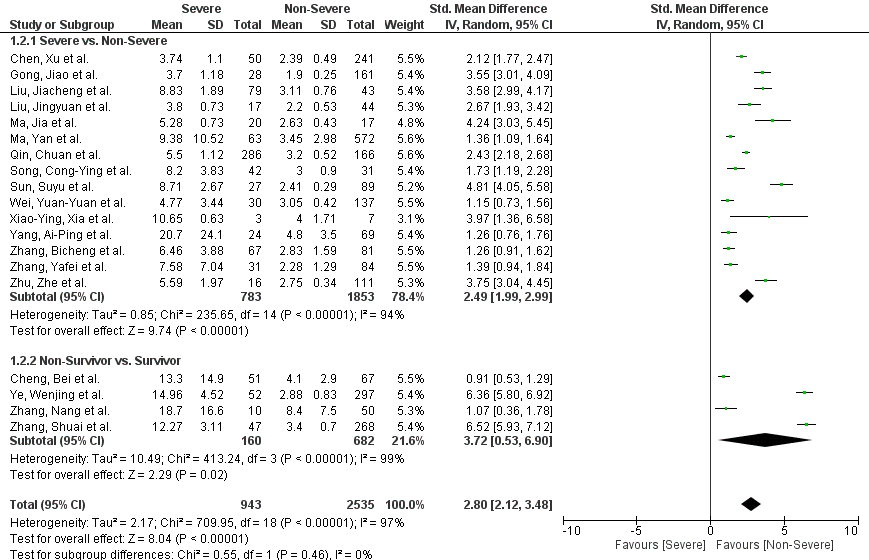 Severe Non-Severe Std. Mean Difference Std. Mean Difference
Study or Subgroup Mean SD Total Mean SD Total Weight IV, Random, 95% CI IV, Random, 95% CI
1.2.1 Severe vs. Non-Severe
Chen, Xu et al. 3.74 1.1 50 2.39 0.49 241 5.5% 2.12 [1.77, 2.47]
Gong, Jiao et al. 3.7 1.18 28 1.9 0.25 161 5.4% 3.55 [3.01, 4.09]
Liu, Jiacheng et al. 8.83 1.89 79 3.11 0.76 43 5.4% 3.58 [2.99, 4.17]
Liu, Jingyuan et al. 3.8 0.73 17 2.2 0.53 44 5.3% 2.67 [1.93, 3.42]
Ma, Jia et al. 5.28 0.73 20 2.63 0.43 17 4.8% 4.24 [3.03, 5.45]
Ma, Yan et al. 9.38 10.52 63 3.45 2.98 572 5.5% 1.36 [1.09, 1.64]
Qin, Chuan et al. 5.5 1.12 286 3.2 0.52 166 5.5% 2.43 [2.18, 2.68]
Song, Cong-Ying et al. 8.2 3.83 42 3 0.9 31 5.4% 1.73 [1.19, 2.28]
Sun, Suyu et al. 8.71 2.67 27 2.41 0.29 89 5.3% 4.81 [4.05, 5.58]
Wei, Yuan-Yuan et al. 4.77 3.44 30 3.05 0.42 137 5.5% 1.15 [0.73, 1.56]
Xiao-Ying, Xia et al. 10.65 0.63 3 4 1.71 7 3.1% 3.97 [1.36, 6.58]
Yang, Ai-Ping et al. 20.7 24.1 24 4.8 3.5 69 5.4% 1.26 [0.76, 1.76]
Zhang, Bicheng et al. 6.46 3.88 67 2.83 1.59 81 5.5% 1.26 [0.91, 1.62]
Zhang, Yafei et al. 7.58 7.04 31 2.28 1.29 84 5.5% 1.39 [0.94, 1.84]
Zhu, Zhe et al. 5.59 1.97 16 2.75 0.34 111 5.3% 3.75 [3.04, 4.45]
Subtotal (95% CI) 783 1853 78.4% 2.49 [1.99, 2.99]
Heterogeneity: Tau² = 0.85; Chi² = 235.65, df = 14 (P < 0.00001); I² = 94%
Test for overall effect: Z = 9.74 (P < 0.00001)
1.2.2 Non-Survivor vs. Survivor
Cheng, Bei et al. 13.3 14.9 51 4.1 2.9 67 5.5% 0.91 [0.53, 1.29]
Ye, Wenjing et al. 14.96 4.52 52 2.88 0.83 297 5.4% 6.36 [5.80, 6.92]
Zhang, Nang et al. 18.7 16.6 10 8.4 7.5 50 5.3% 1.07 [0.36, 1.78]
Zhang, Shuai et al. 12.27 3.11 47 3.4 0.7 268 5.4% 6.52 [5.93, 7.12]
Subtotal (95% CI) 160 682 21.6% 3.72 [0.53, 6.90]
Heterogeneity: Tau² = 10.49; Chi² = 413.24, df = 3 (P < 0.00001); I² = 99%
Test for overall effect: Z = 2.29 (P = 0.02)
Total (95% CI) 943 2535 100.0% 2.80 [2.12, 3.48]
Heterogeneity: Tau² = 2.17; Chi² = 709.95, df = 18 (P < 0.00001); I² = 97%
Test for overall effect: Z = 8.04 (P < 0.00001)
Test for subgroup differences: Chi² = 0.55, df = 1 (P = 0.46), I² = 0%
-10 -5 0 5 10
Favours [Severe] Favours [Non-Severe]